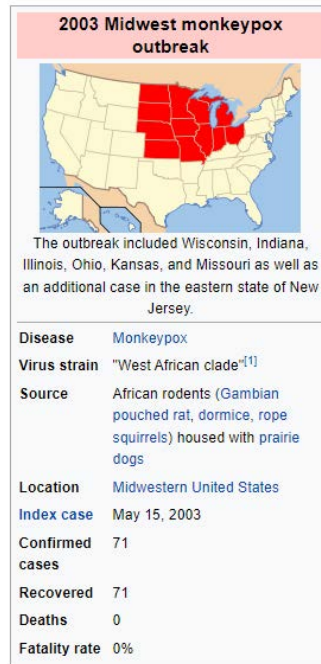 2003 Midwest monkeypox
outbreak
The outbreak included Wisconsin, Indiana,
Illinois, Ohio, Kansas, and Missouri as well as
an additional case in the eastern state of New
Jersey.
Disease Monkeypox
Virus strain "West African clade"[1]
Source African rodents (Gambian
pouched rat, dormice, rope
squirrels) housed with prairie
dogs
Location Midwestern United States
Index case May 15, 2003
Confirmed 71
cases
Recovered 71
Deaths 0
Fatality rate 0%